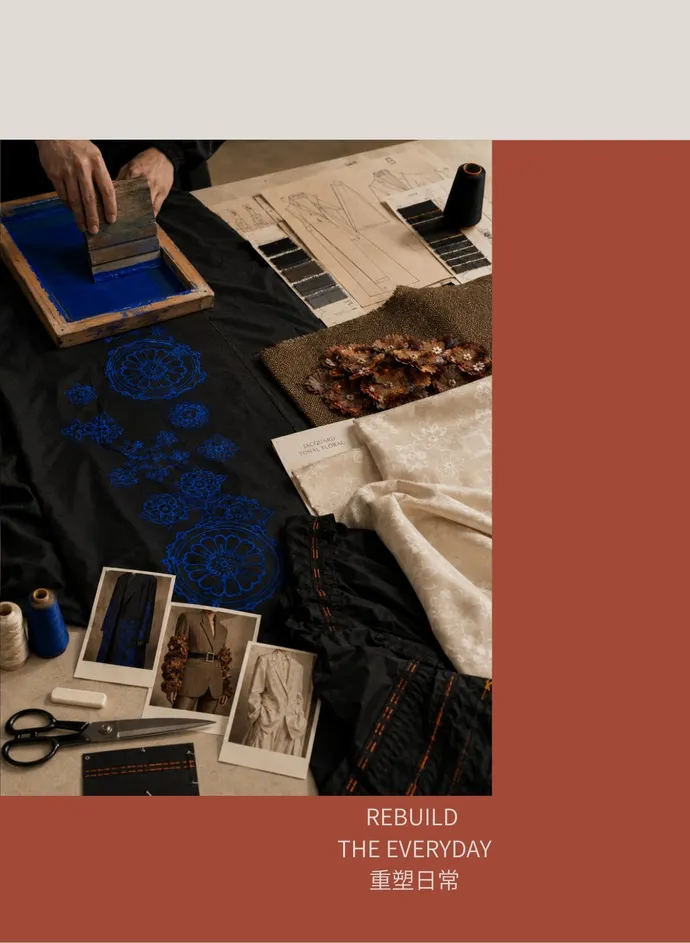 JACQUARD
TONAL FLORAL
REBUILD
THE EVERYDAY
重塑日常